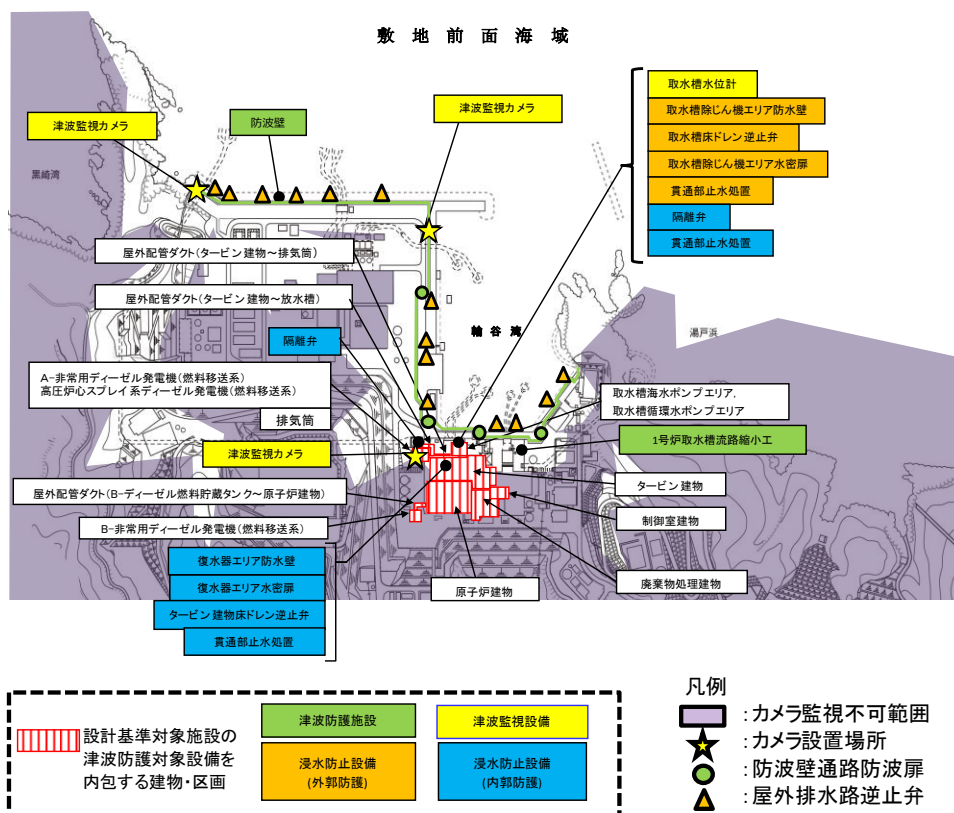 敷地前面海域
津波監視カメラ
防波壁
津波監視カメラ
取水槽水位計
取水槽除じん機エリア防水壁
取水槽床ドレン逆止弁
取水槽除じん機エリア水密扉
貫通部止水処置
隔離弁
貫通部止水処置
黒崎湾
屋外配管ダクト(タービン建物~排気筒)
屋外配管ダクト(タービン建物~放水槽)
輪谷湾
湯戸浜
隔離弁
A-非常用ディーゼル発電機(燃料移送系)
高圧炉心スプレイ系ディーゼル発電機(燃料移送系)
取水槽海水ポンプエリア,
取水槽循環水ポンプエリア
排気筒
1号炉取水槽流路縮小工
津波監視カメラ
タービン建物
屋外配管ダクト(B-ディーゼル燃料貯蔵タンク~原子炉建物)
制御室建物
B-非常用ディーゼル発電機(燃料移送系)
復水器エリア防水壁
復水器エリア水密扉
原子炉建物
廃棄物処理建物
タービン建物床ドレン逆止弁
貫通部止水処置
設計基準対象施設の
津波防護対象設備を
内包する建物・区画
津波防護施設
津波監視設備
浸水防止設備
(外郭防護)
浸水防止設備
(内郭防護)
凡例
:カメラ監視不可範囲
:カメラ設置場所
:防波壁通路防波扉
:屋外排水路逆止弁